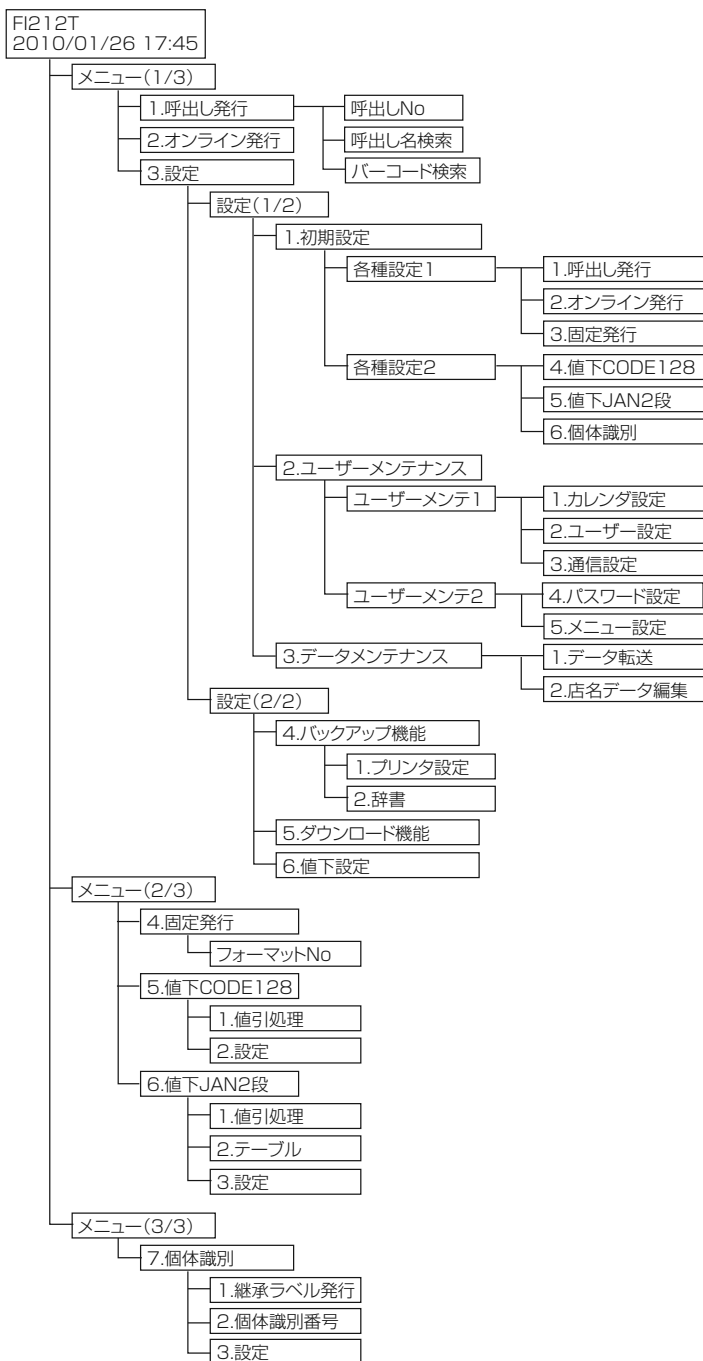 FI212T
2010/01/26 17:45
メニュー(1/3)
1.呼出し発行
呼出しNo
2.オンライン発行
呼出し名検索
3.設定
バーコード検索
設定(1/2)
1.初期設定
各種設定1
1.呼出し発行
2.オンライン発行
3.固定発行
各種設定2
4.値下CODE128
5.値下JAN2段
6.個体識別
2.ユーザーメンテナンス
ユーザーメンテ1
1.カレンダ設定
2.ユーザー設定
3.通信設定
ユーザーメンテ2
4.パスワード設定
5.メニュー設定
3.データメンテナンス
1.データ転送
2.店名データ編集
設定(2/2)
4.バックアップ機能
1.プリンタ設定
2.辞書
5.ダウンロード機能
6.値下設定
メニュー(2/3)
4.固定発行
フォーマットNo
5.値下CODE128
1.値引処理
2.設定
6.値下JAN2段
1.値引処理
2.テーブル
3.設定
メニュー(3/3)
7.個体識別
1.継承ラベル発行
2.個体識別番号
3.設定